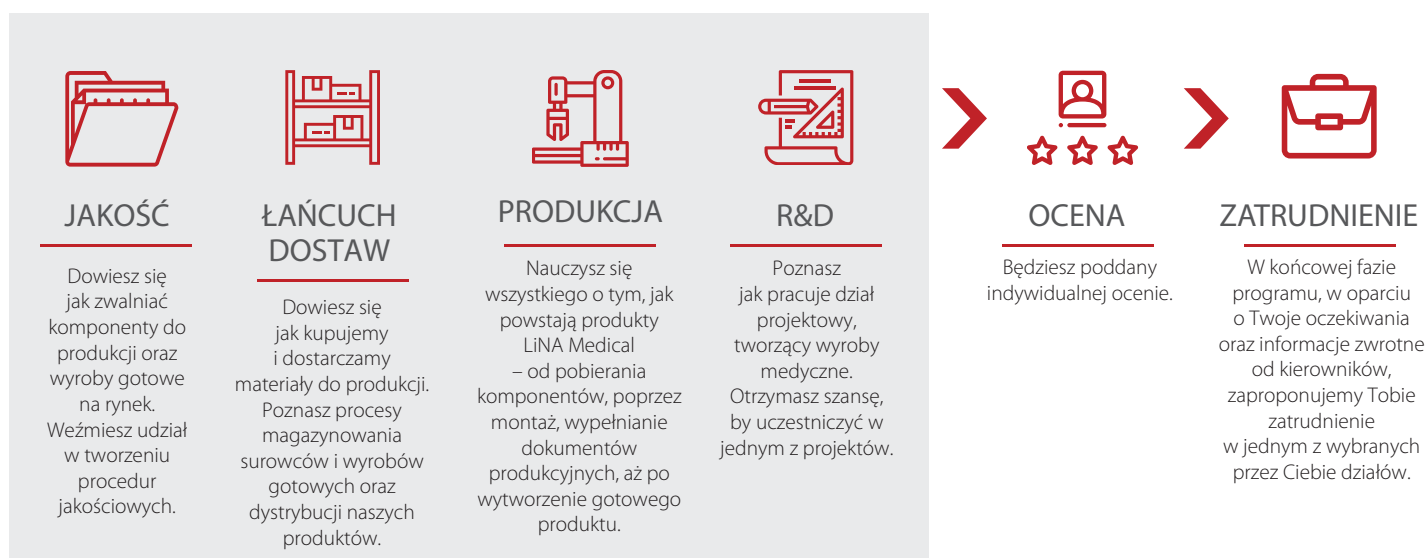 JAKOŚĆ
Dowiesz się
jak zwalniać
komponenty do
produkcji oraz
wyroby gotowe
na rynek.
Weźmiesz udział
w tworzeniu
procedur
jakościowych.
ŁAŃCUCH
DOSTAW
Dowiesz się
jak kupujemy
i dostarczamy
materiały do produkcji.
Poznasz procesy
magazynowania
surowców i wyrobów
gotowych oraz
dystrybucji naszych
produktów.
PRODUKCJA
Nauczysz się
wszystkiego o tym, jak
powstają produkty
LiNA Medical
– od pobierania
komponentów, poprzez
montaż, wypełnianie
dokumentów
produkcyjnych, aż po
wytworzenie gotowego
produktu.
R&D
Poznasz
jak pracuje dział
projektowy,
tworzący wyroby
medyczne.
Otrzymasz szansę,
by uczestniczyć w
jednym z projektów.
OCENA
Będziesz poddany
indywidualnej ocenie.
ZATRUDNIENIE
W końcowej fazie
programu, w oparciu
o Twoje oczekiwania
oraz informacje zwrotne
od kierowników,
zaproponujemy Tobie
zatrudnienie
w jednym z wybranych
przez Ciebie działów.